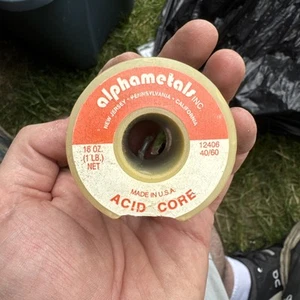 alphametals INC.
NEW JERSEY • PENNSYLVANIA • CALIFORNIA
16 OZ.
(1 LB.)
NET
12406
40/60
MADE IN U.S.A.
ACID CORE